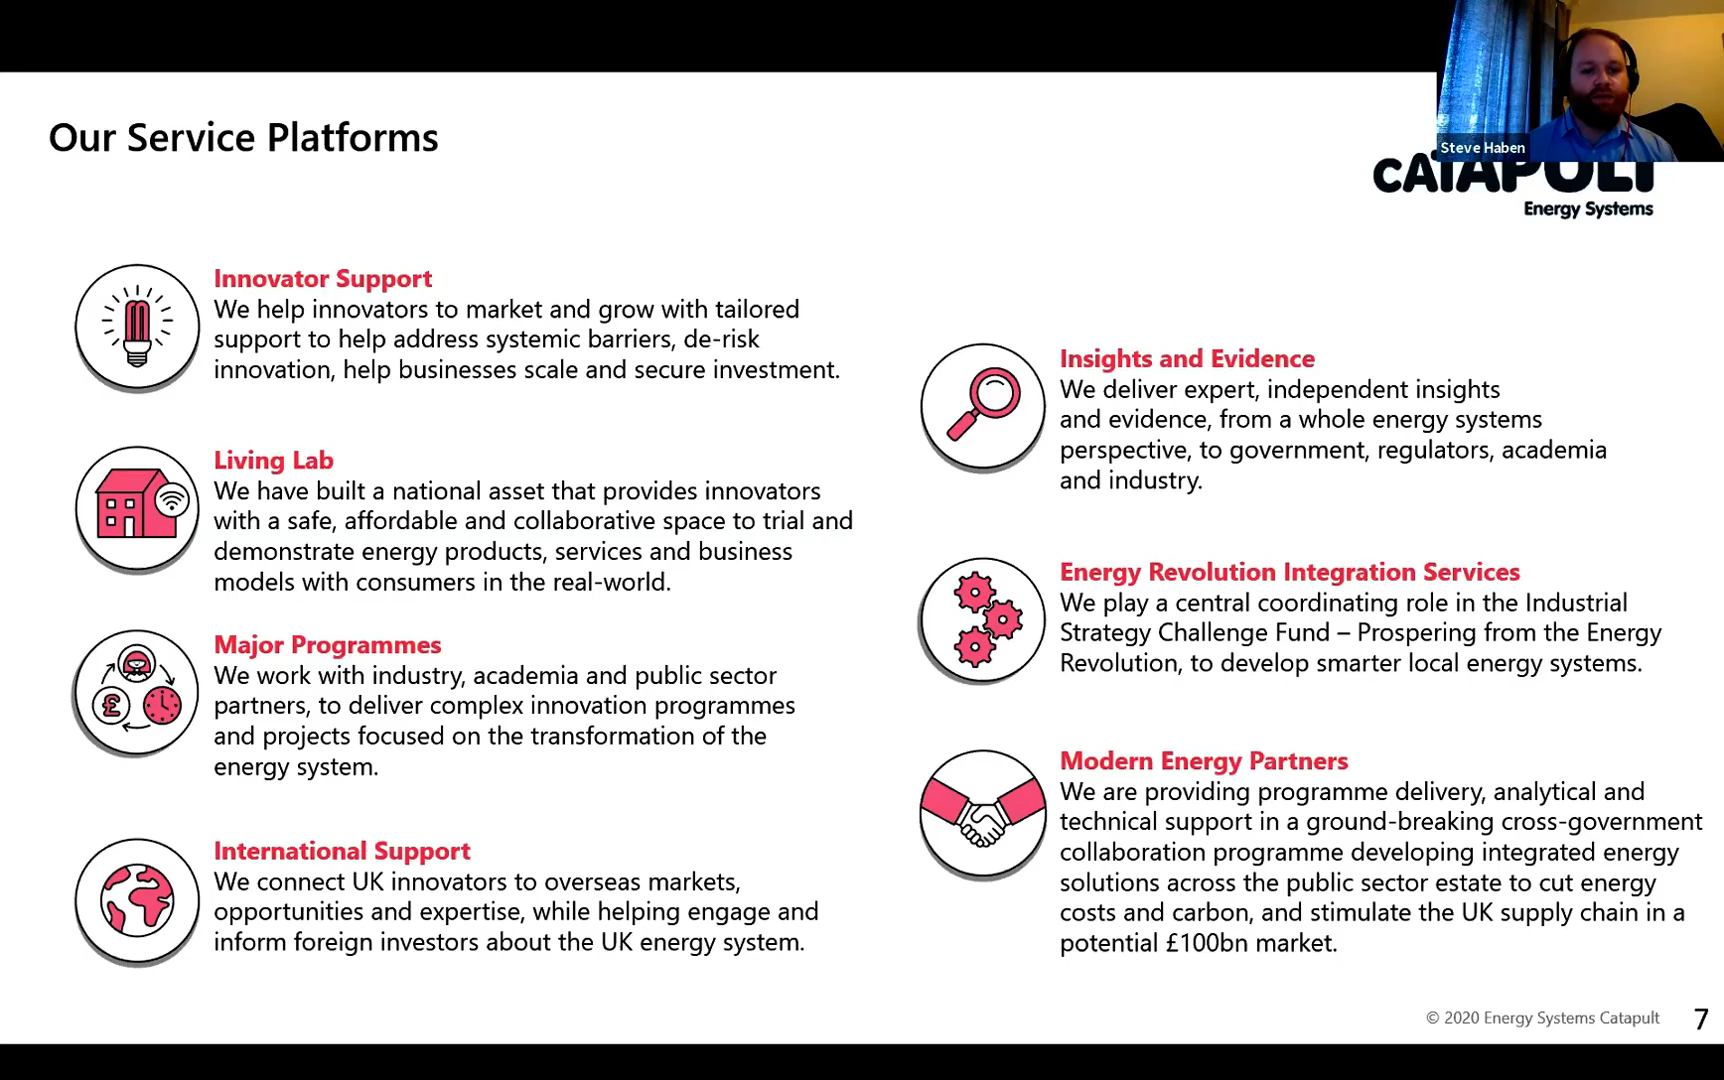 Our Service Platforms
Steve Haben
CATAPULT
Energy Systems
Innovator Support
We help innovators to market and grow with tailored
support to help address systemic barriers, de-risk
innovation, help businesses scale and secure investment.
Living Lab
We have built a national asset that provides innovators
with a safe, affordable and collaborative space to trial and
demonstrate energy products, services and business
models with consumers in the real-world.
Major Programmes
We work with industry, academia and public sector
partners, to deliver complex innovation programmes
and projects focused on the transformation of the
energy system.
£
International Support
We connect UK innovators to overseas markets,
opportunities and expertise, while helping engage and
inform foreign investors about the UK energy system.
Insights and Evidence
We deliver expert, independent insights
and evidence, from a whole energy systems
perspective, to government, regulators, academia
and industry.
Energy Revolution Integration Services
We play a central coordinating role in the Industrial
Strategy Challenge Fund – Prospering from the Energy
Revolution, to develop smarter local energy systems.
Modern Energy Partners
We are providing programme delivery, analytical and
technical support in a ground-breaking cross-government
collaboration programme developing integrated energy
solutions across the public sector estate to cut energy
costs and carbon, and stimulate the UK supply chain in a
potential £100bn market.
© 2020 Energy Systems Catapult
7